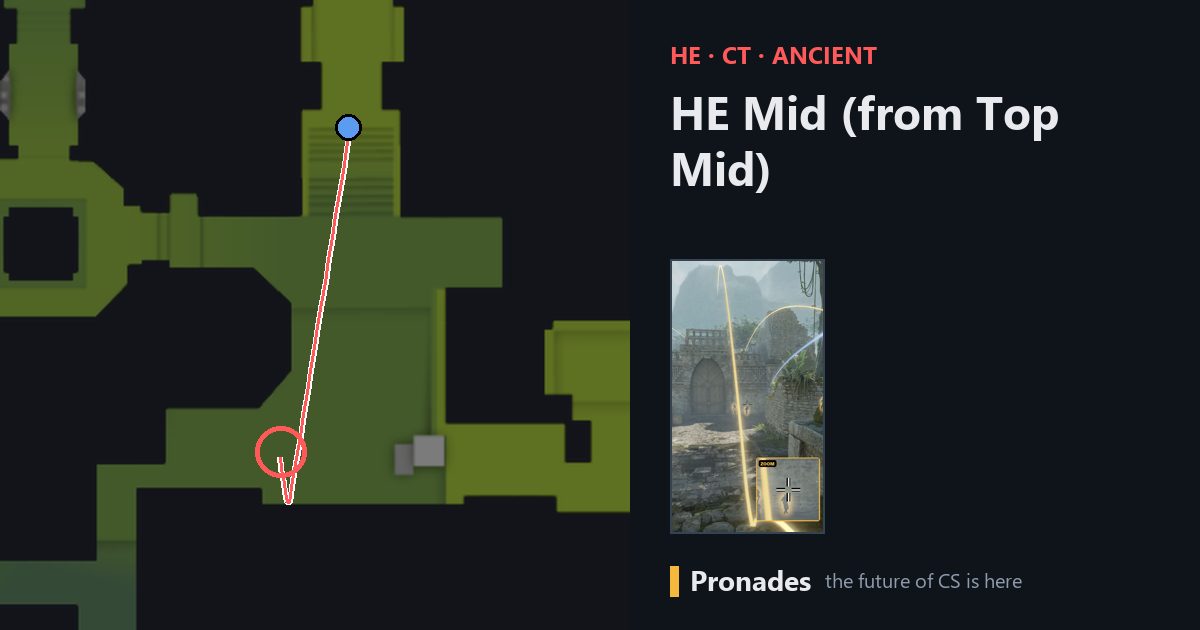 HE · CT · ANCIENT
HE Mid (from Top
Mid)
ZOOM
Pronades the future of CS is here